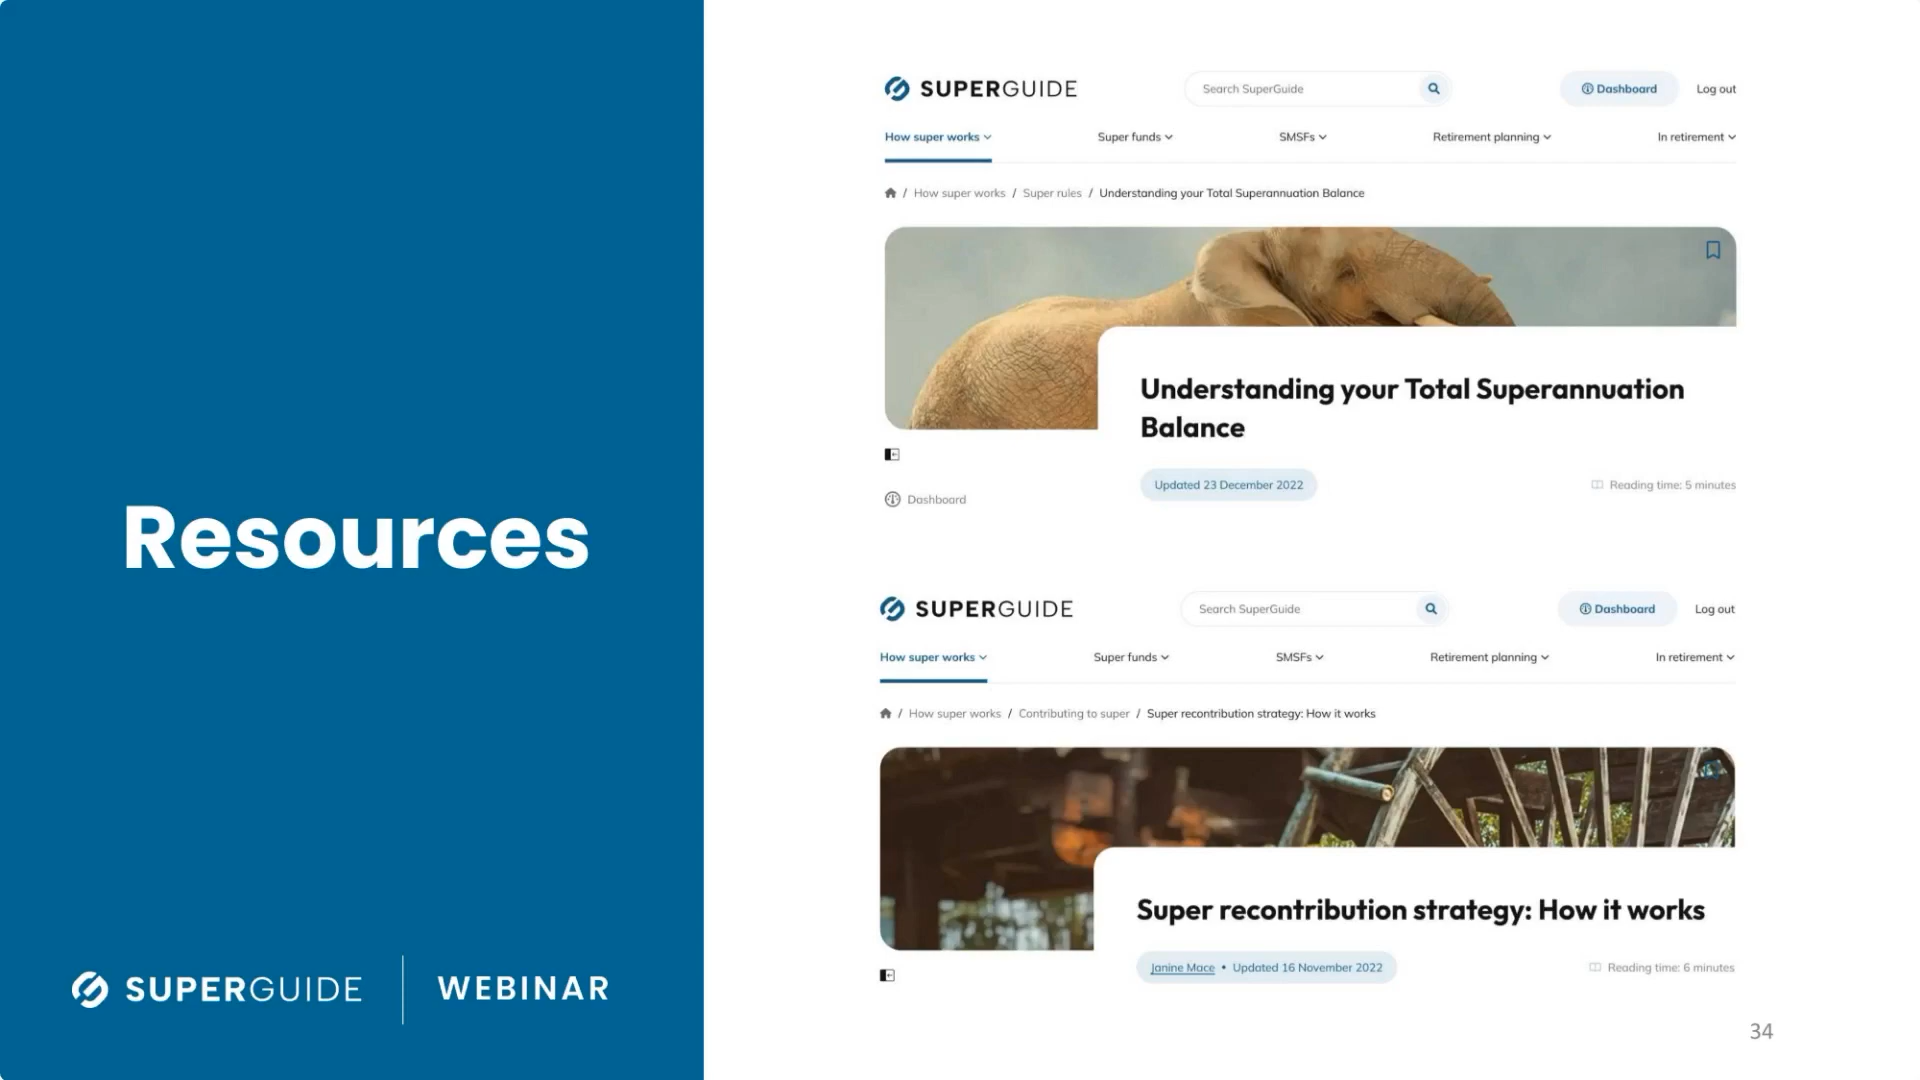 Resources
SUPERGUIDE
WEBINAR
SUPERGUIDE
Search SuperGuide
Dashboard
Log out
How super works
Super funds
SMSFs
Retirement planning
In retirement
/ How super works / Super rules / Understanding your Total Superannuation Balance
Understanding your Total Superannuation
Balance
Updated 23 December 2022
Reading time: 5 minutes
Dashboard
SUPERGUIDE
Search SuperGuide
Dashboard
Log out
How super works
Super funds
SMSFs
Retirement planning
In retirement
/ How super works / Contributing to super / Super recontribution strategy: How it works
Super recontribution strategy: How it works
Janine Mace • Updated 16 November 2022
Reading time: 6 minutes
34